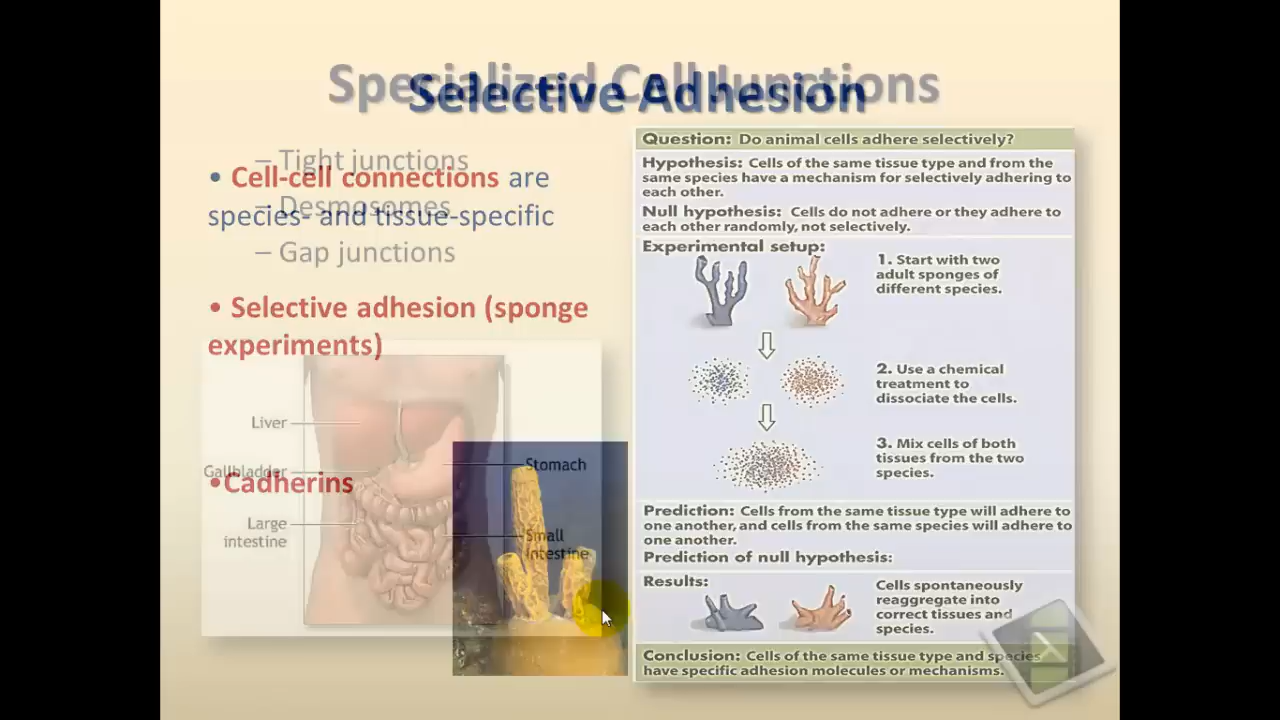 Specialized Cell Junctions
Selective Adhesion
– Tight junctions
• Cell-cell connections are
– Desmosomes
species- and tissue-specific
– Gap junctions
• Selective adhesion (sponge
experiments)
Liver
Gallbladder
Stomach
•Cadherins
Large
intestine
Small
intestine
Question: Do animal cells adhere selectively?
Hypothesis: Cells of the same tissue type and from the
same species have a mechanism for selectively adhering to
each other.
Null hypothesis: Cells do not adhere or they adhere to
each other randomly, not selectively.
Experimental setup:
1. Start with two
adult sponges of
different species.
2. Use a chemical
treatment to
dissociate the cells.
3. Mix cells of both
tissues from the two
species.
Prediction: Cells from the same tissue type will adhere to
one another, and cells from the same species will adhere to
one another.
Prediction of null hypothesis:
Results:
Cells spontaneously
reaggregate into
correct tissues and
species.
Conclusion: Cells of the same tissue type and species
have specific adhesion molecules or mechanisms.